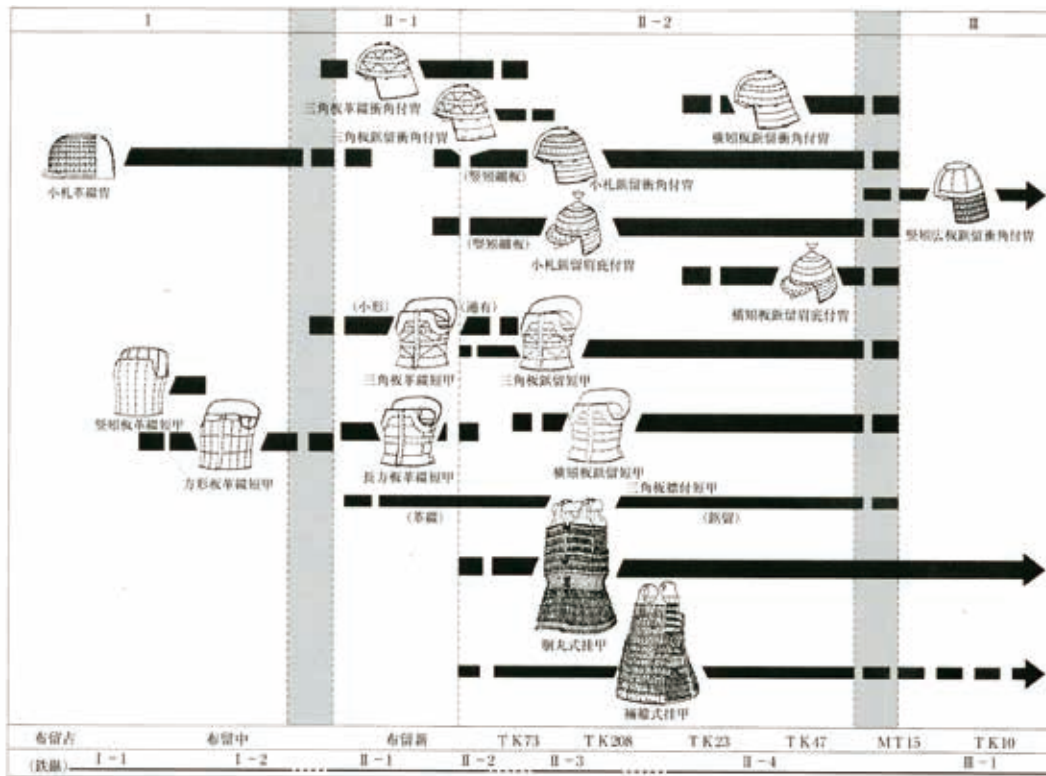 I II-1 II-2 III
三角板革綴衝角付冑
三角板鋲留衝角付冑
横矧板鋲留衝角付冑
小札革綴冑
(竪矧細板)
小札鋲留衝角付冑
竪矧広板鋲留衝角付冑
(竪矧細板)
小札鋲留眉庇付冑
横矧板鋲留眉庇付冑
(小形) (通有)
三角板革綴短甲 三角板鋲留短甲
竪矧板革綴短甲
方形板革綴短甲 長方板革綴短甲 横矧板鋲留短甲
三角板襟付短甲
(革綴) (鋲留)
胴丸式挂甲
裲襠式挂甲
布留古 布留中 布留新 TK73 TK208 TK23 TK47 MT15 TK10
(鉄鏃) I-1 I-2 II-1 II-2 II-3 II-4 III-1